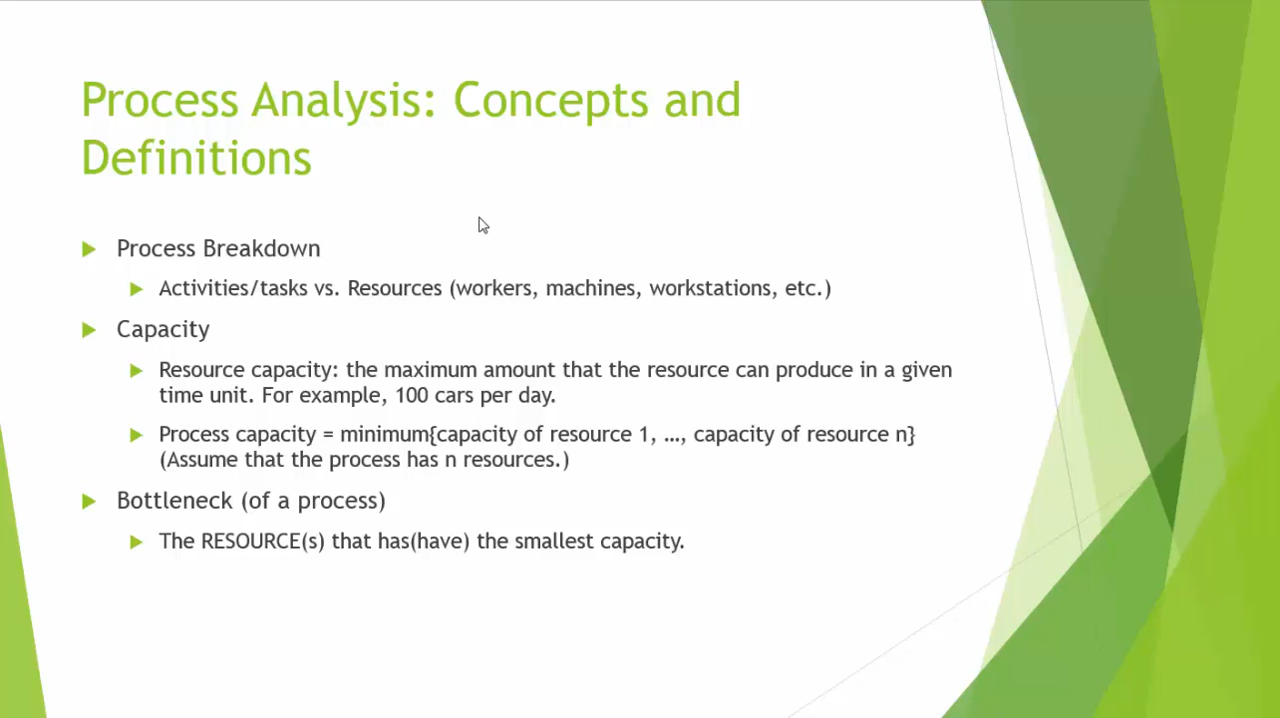 Process Analysis: Concepts and
Definitions
Process Breakdown
Activities/tasks vs. Resources (workers, machines, workstations, etc.)
Capacity
Resource capacity: the maximum amount that the resource can produce in a given
time unit. For example, 100 cars per day.
Process capacity = minimum{capacity of resource 1, …, capacity of resource n}
(Assume that the process has n resources.)
Bottleneck (of a process)
The RESOURCE(s) that has(have) the smallest capacity.